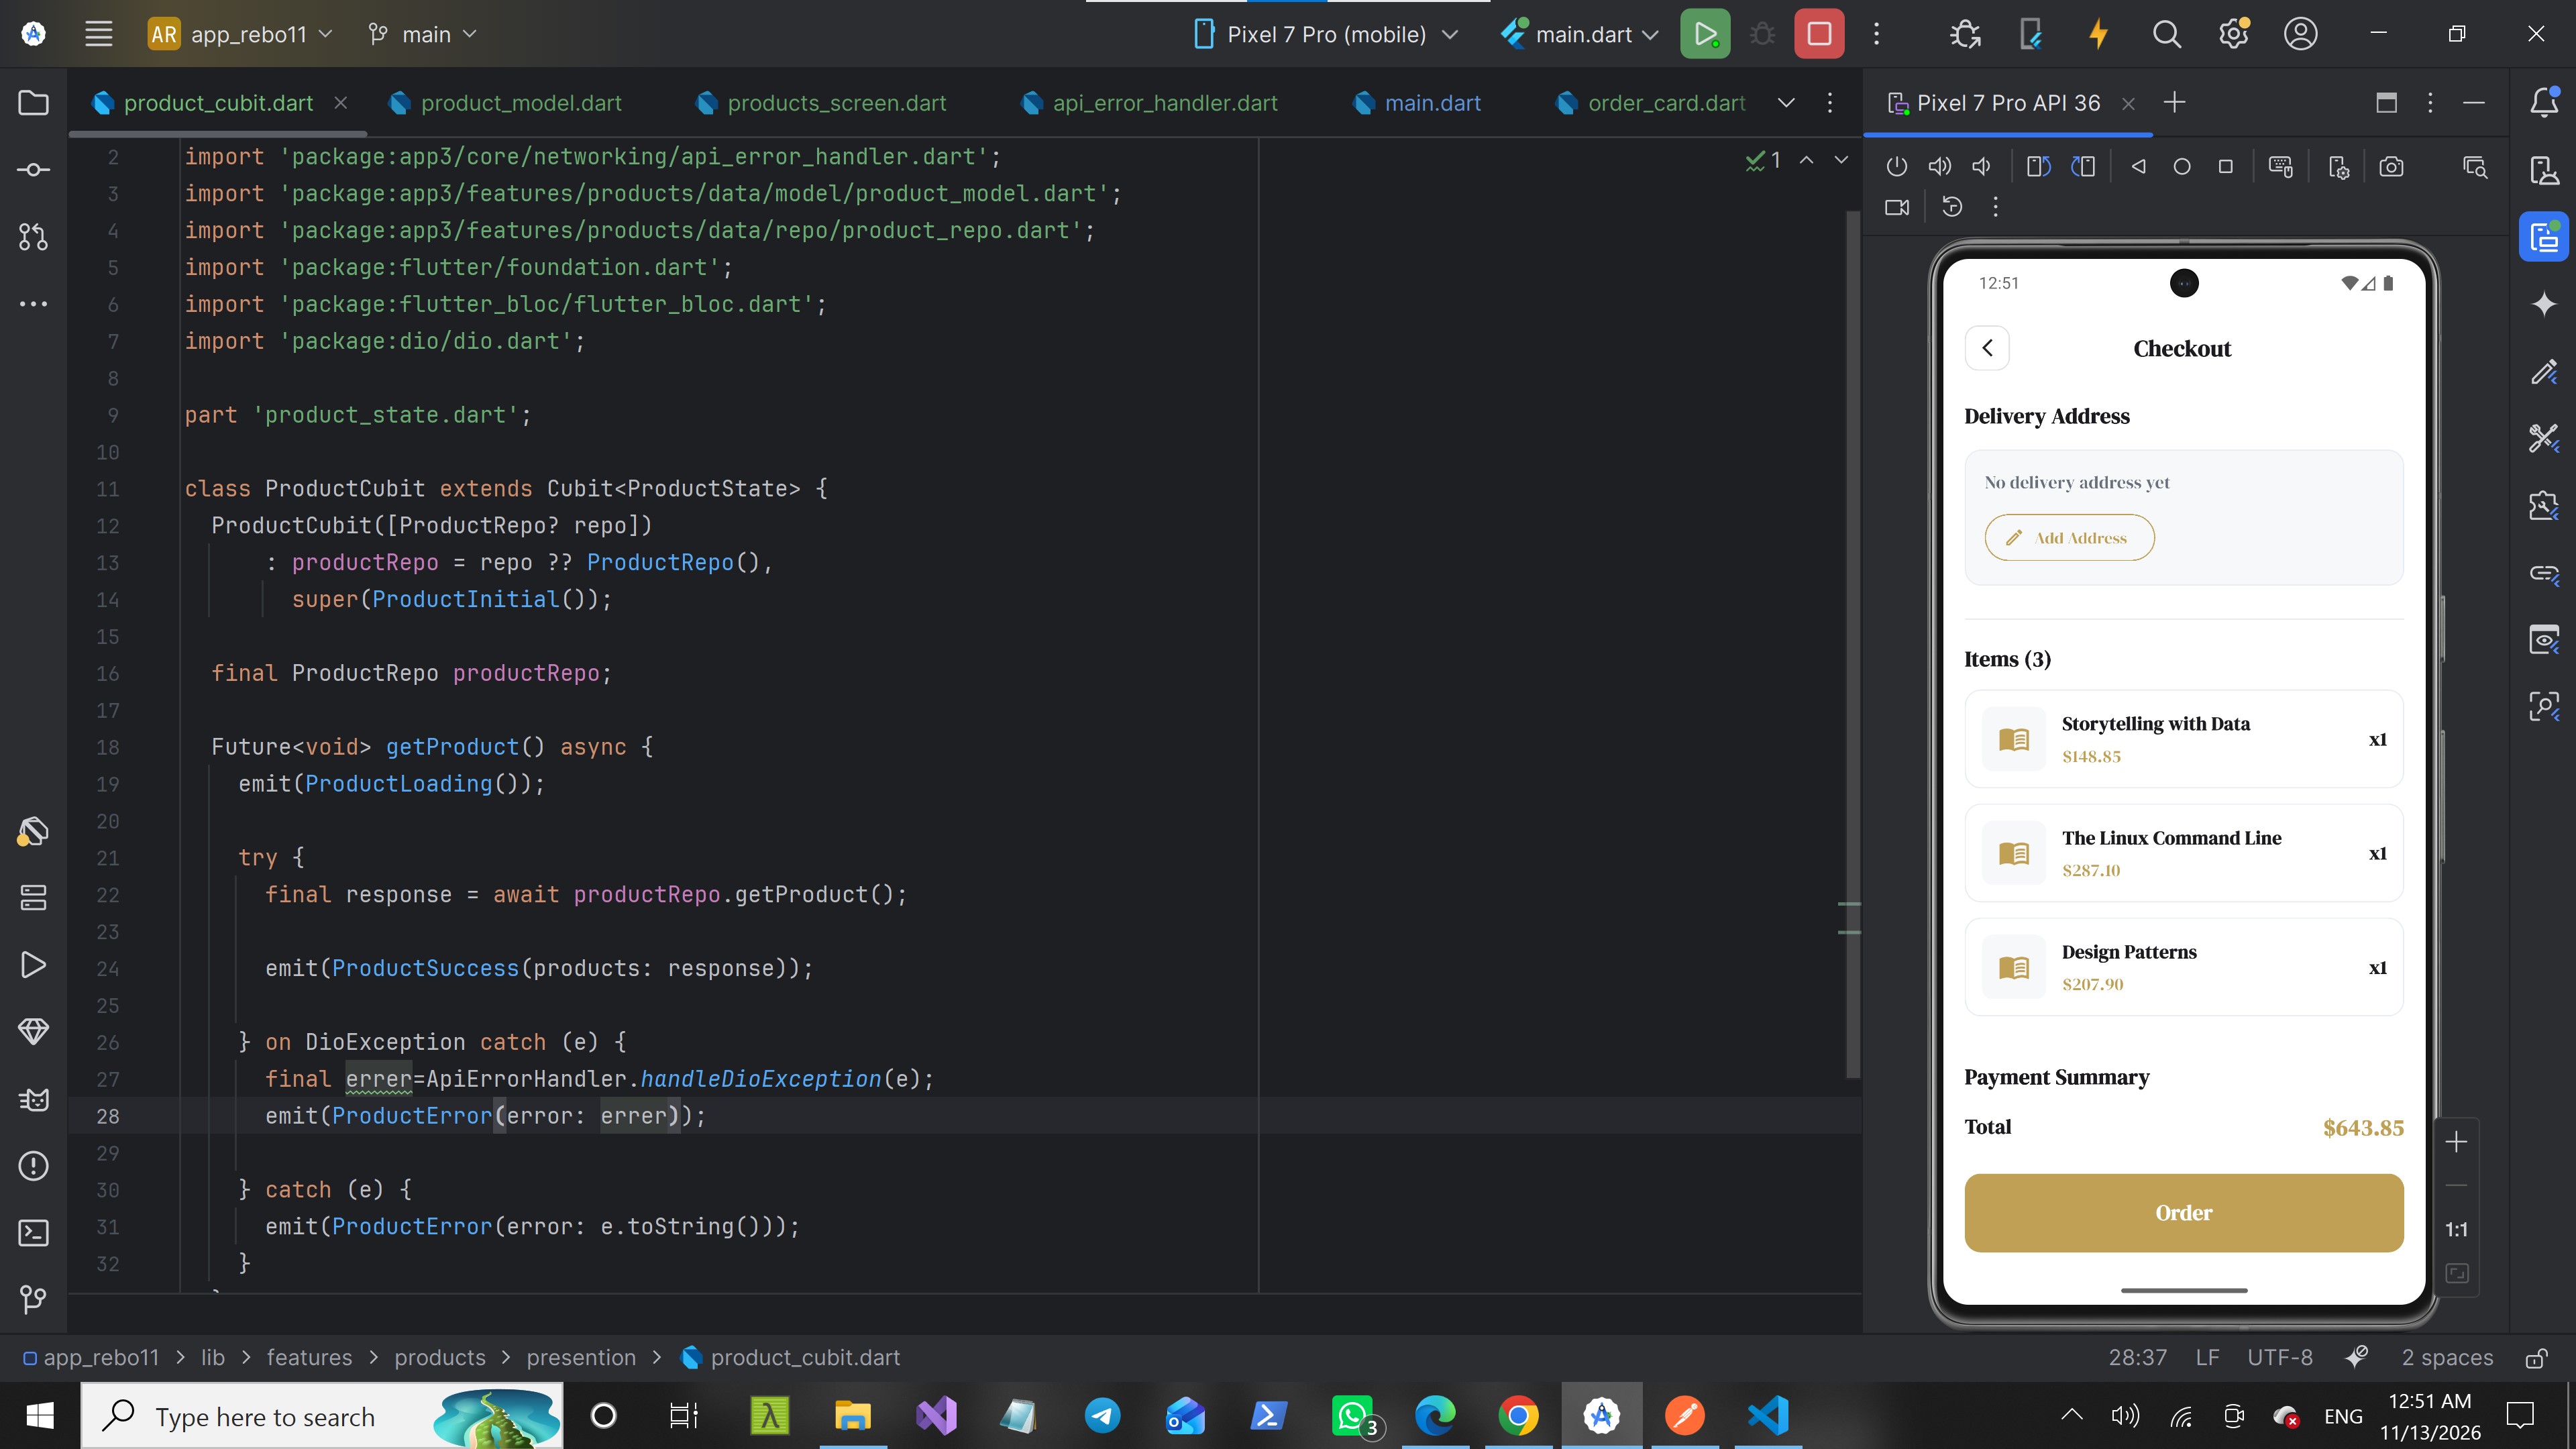 AR app_rebo11 main Pixel 7 Pro (mobile) main.dart
product_cubit.dart product_model.dart products_screen.dart api_error_handler.dart main.dart order_card.dart
Pixel 7 Pro API 36
1
2 import 'package:app3/core/networking/api_error_handler.dart';
3 import 'package:app3/features/products/data/model/product_model.dart';
4 import 'package:app3/features/products/data/repo/product_repo.dart';
5 import 'package:flutter/foundation.dart';
6 import 'package:flutter_bloc/flutter_bloc.dart';
7 import 'package:dio/dio.dart';
8
9 part 'product_state.dart';
10
11 class ProductCubit extends Cubit<ProductState> {
12 ProductCubit([ProductRepo? repo])
13 : productRepo = repo ?? ProductRepo(),
14 super(ProductInitial());
15
16 final ProductRepo productRepo;
17
18 Future<void> getProduct() async {
19 emit(ProductLoading());
20
21 try {
22 final response = await productRepo.getProduct();
23
24 emit(ProductSuccess(products: response));
25
26 } on DioException catch (e) {
27 final errer=ApiErrorHandler.handleDioException(e);
28 emit(ProductError(error: errer));
29
30 } catch (e) {
31 emit(ProductError(error: e.toString()));
32 }
12:51
Checkout
Delivery Address
No delivery address yet
Add Address
Items (3)
Storytelling with Data
$148.85
x1
The Linux Command Line
$287.10
x1
Design Patterns
$207.90
x1
Payment Summary
Total $643.85
Order
1:1
app_rebo11 > lib > features > products > presention > product_cubit.dart
28:37 LF UTF-8 2 spaces
Type here to search
3
ENG
12:51 AM
11/13/2026